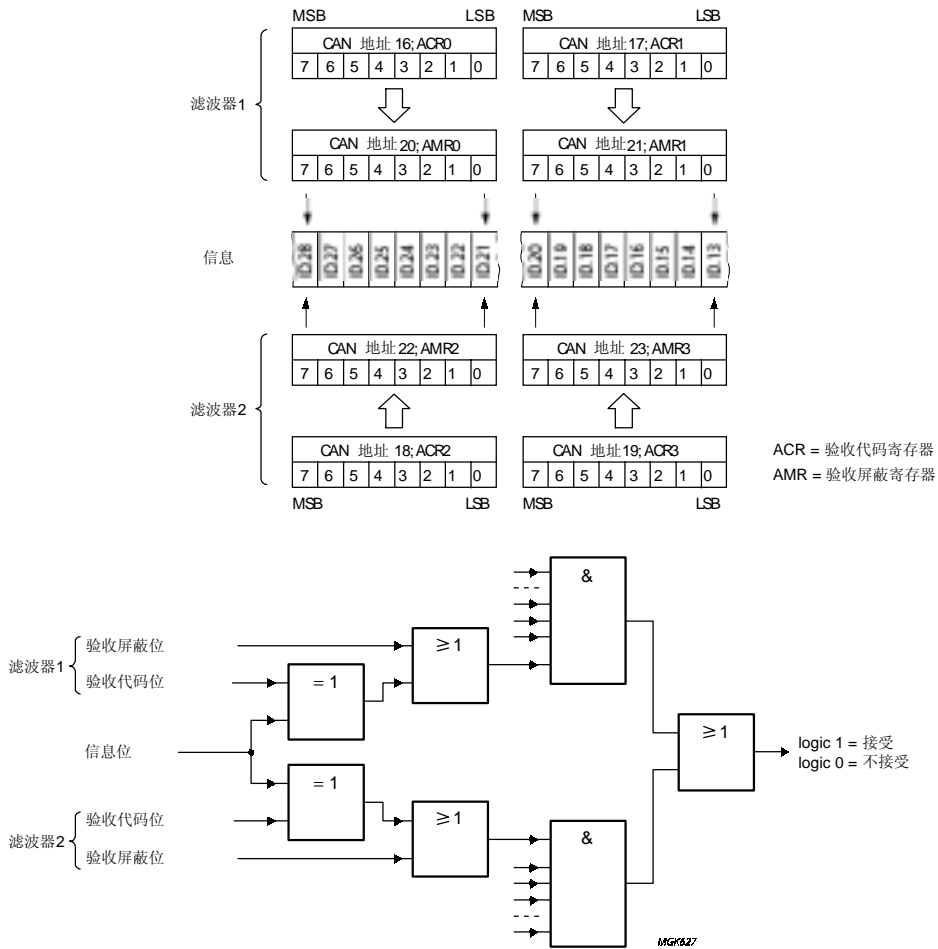 MSB LSB MSB LSB
CAN 地址 16; ACR0 CAN 地址 17; ACR1
7 6 5 4 3 2 1 0 7 6 5 4 3 2 1 0
滤波器1
CAN 地址 20; AMR0 CAN 地址 21; AMR1
7 6 5 4 3 2 1 0 7 6 5 4 3 2 1 0
信息 ID.28 ID.27 ID.26 ID.25 ID.24 ID.23 ID.22 ID.21 ID.20 ID.19 ID.18 ID.17 ID.16 ID.15 ID.14 ID.13
CAN 地址 22; AMR2 CAN 地址 23; AMR3
7 6 5 4 3 2 1 0 7 6 5 4 3 2 1 0
滤波器2
CAN 地址 18; ACR2 CAN 地址 19; ACR3
7 6 5 4 3 2 1 0 7 6 5 4 3 2 1 0
MSB LSB MSB LSB
ACR = 验收代码寄存器
AMR = 验收屏蔽寄存器
&
滤波器1
验收屏蔽位
验收代码位
≥ 1
= 1
信息位
≥ 1
logic 1 = 接受
logic 0 = 不接受
= 1
滤波器2
验收代码位
验收屏蔽位
≥ 1
&
MGK627